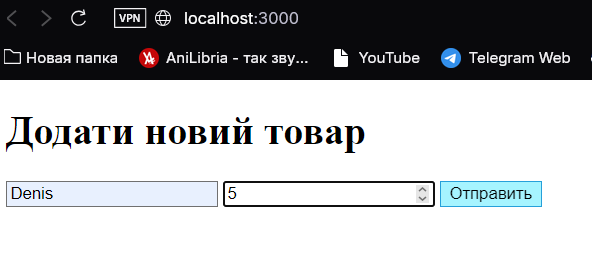 VPN localhost:3000
Новая папка AniLibria - так зву... YouTube Telegram Web
Додати новий товар
Denis 5 Отправить